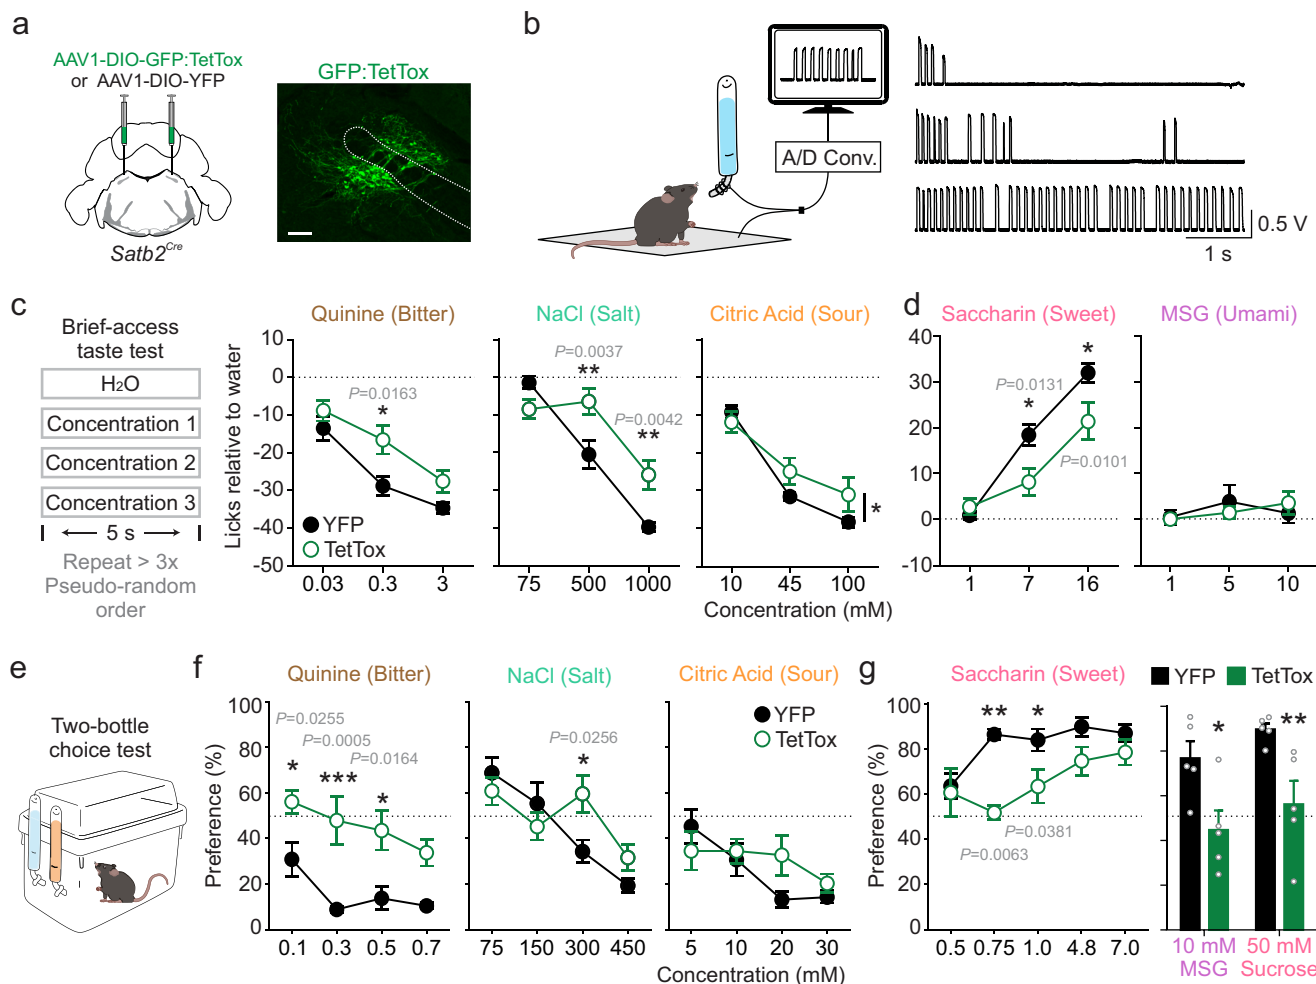 a
AAV1-DIO-GFP:TetTox
or AAV1-DIO-YFP
Satb2Cre
GFP:TetTox
b
A/D Conv.
0.5 V
1 s
c
Brief-access
taste test
H2O
Concentration 1
Concentration 2
Concentration 3
5 s
Repeat > 3x
Pseudo-random
order
Quinine (Bitter)
NaCl (Salt)
Citric Acid (Sour)
Licks relative to water
10
0
-10
-20
-30
-40
-50
P=0.0163
*
YFP
TetTox
0.03 0.3 3
P=0.0037
**
P=0.0042
**
75 500 1000
*
10 45 100
Concentration (mM)
d
Saccharin (Sweet)
MSG (Umami)
40
30
20
10
0
-10
*
P=0.0131
*
P=0.0101
1 7 16
1 5 10
e
Two-bottle
choice test
f
Quinine (Bitter)
NaCl (Salt)
Citric Acid (Sour)
Preference (%)
100
80
60
40
20
0
P=0.0255
P=0.0005
P=0.0164
* *** *
0.1 0.3 0.5 0.7
P=0.0256
*
75 150 300 450
YFP
TetTox
5 10 20 30
Concentration (mM)
g
Saccharin (Sweet)
YFP TetTox
Preference (%)
100
80
60
40
20
0
** *
P=0.0381
P=0.0063
0.5 0.75 1.0 4.8 7.0
* **
10 mM
MSG
50 mM
Sucrose